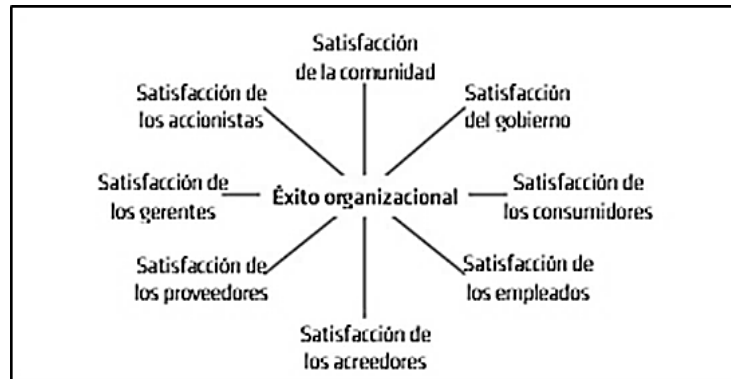 Satisfacción
de la comunidad
Satisfacción de
los accionistas
Satisfacción
del gobierno
Satisfacción de
los gerentes
Éxito organizacional
Satisfacción de
los consumidores
Satisfacción de
los proveedores
Satisfacción de
los empleados
Satisfacción de
los acreedores